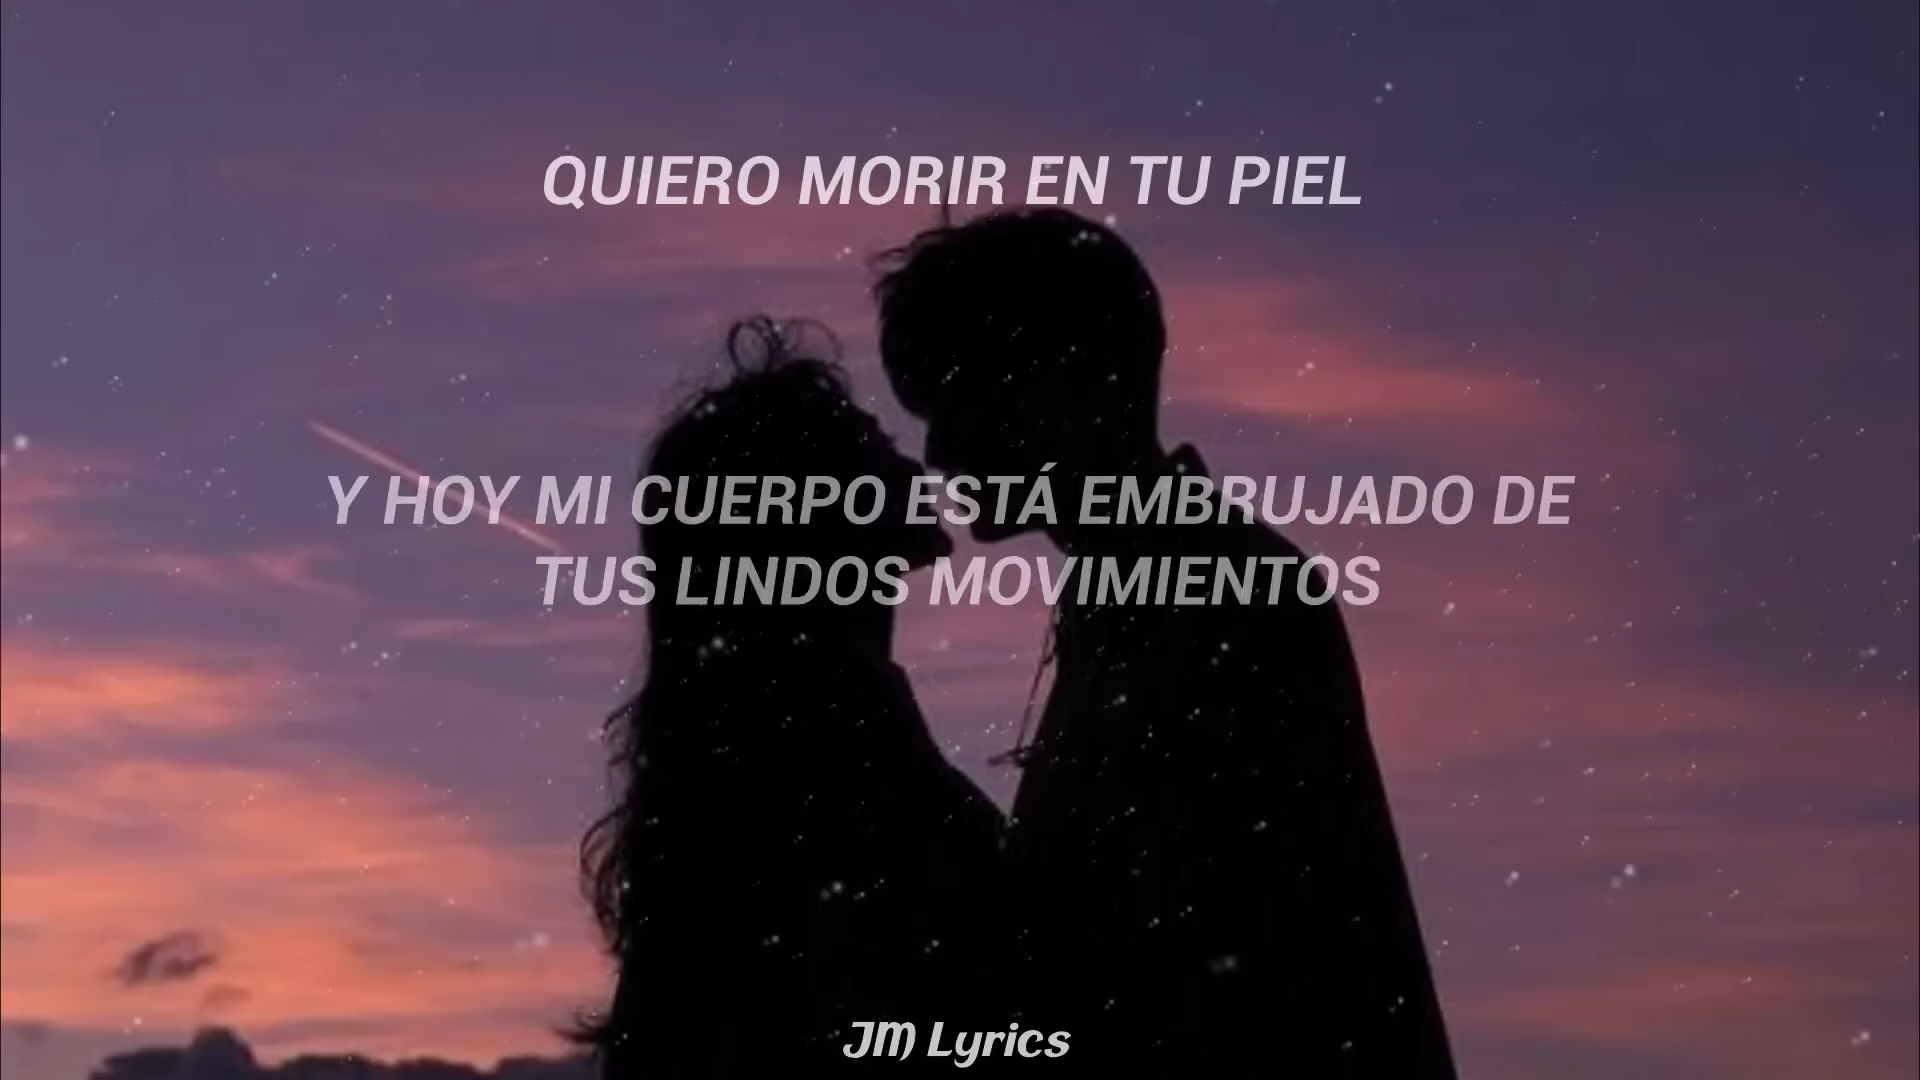 QUIERO MORIR EN TU PIEL
Y HOY MI CUERPO ESTÁ EMBRUJADO DE
TUS LINDOS MOVIMIENTOS
JM Lyrics